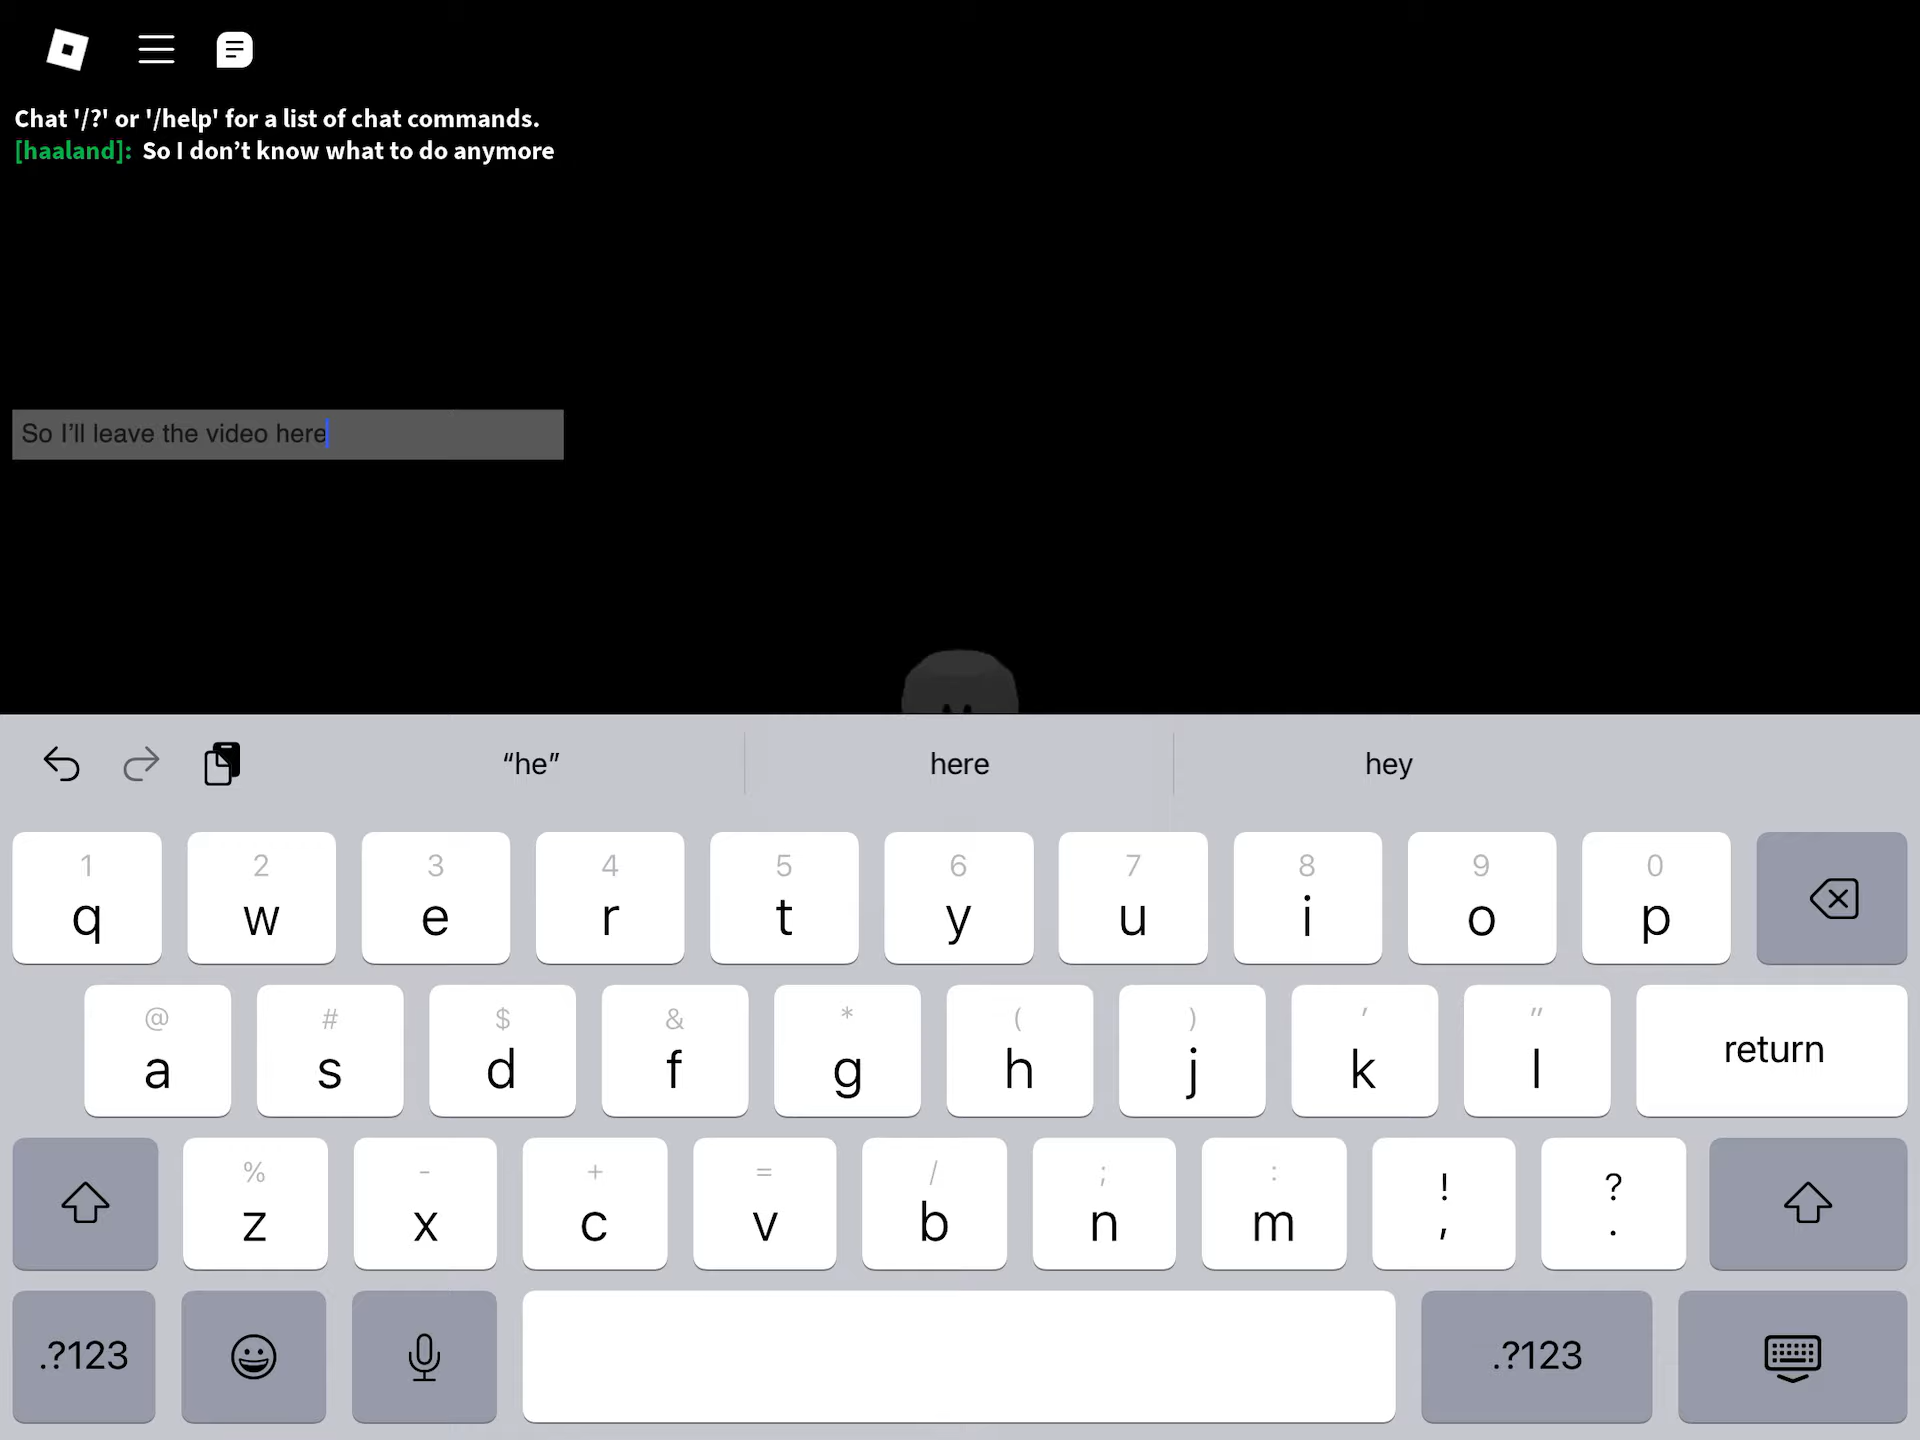 Chat '/?' or '/help' for a list of chat commands.
[haaland]: So I don’t know what to do anymore
So I’ll leave the video here
“he” here hey
1 2 3 4 5 6 7 8 9 0
q w e r t y u i o p
@ # $ & * ( ) ' "
a s d f g h j k l return
% - + = / ; : ! ?
z x c v b n m , .
.?123 .?123